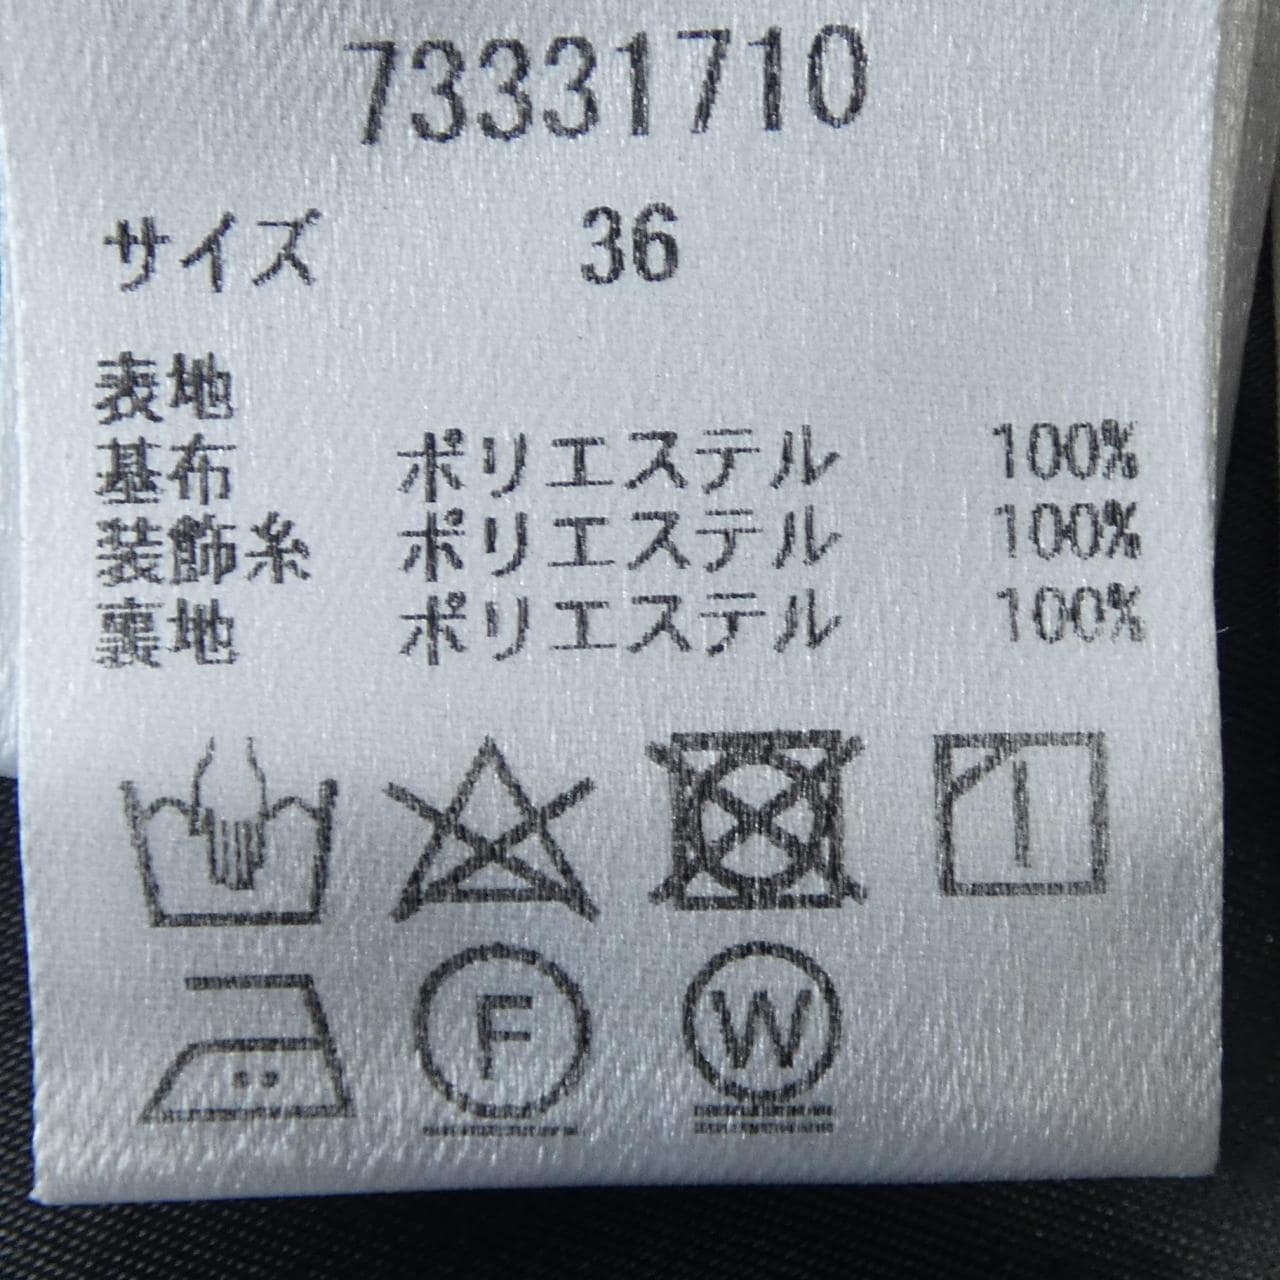 73331710
サイズ 36
表地
基布 ポリエステル 100%
装飾糸 ポリエステル 100%
裏地 ポリエステル 100%
F W